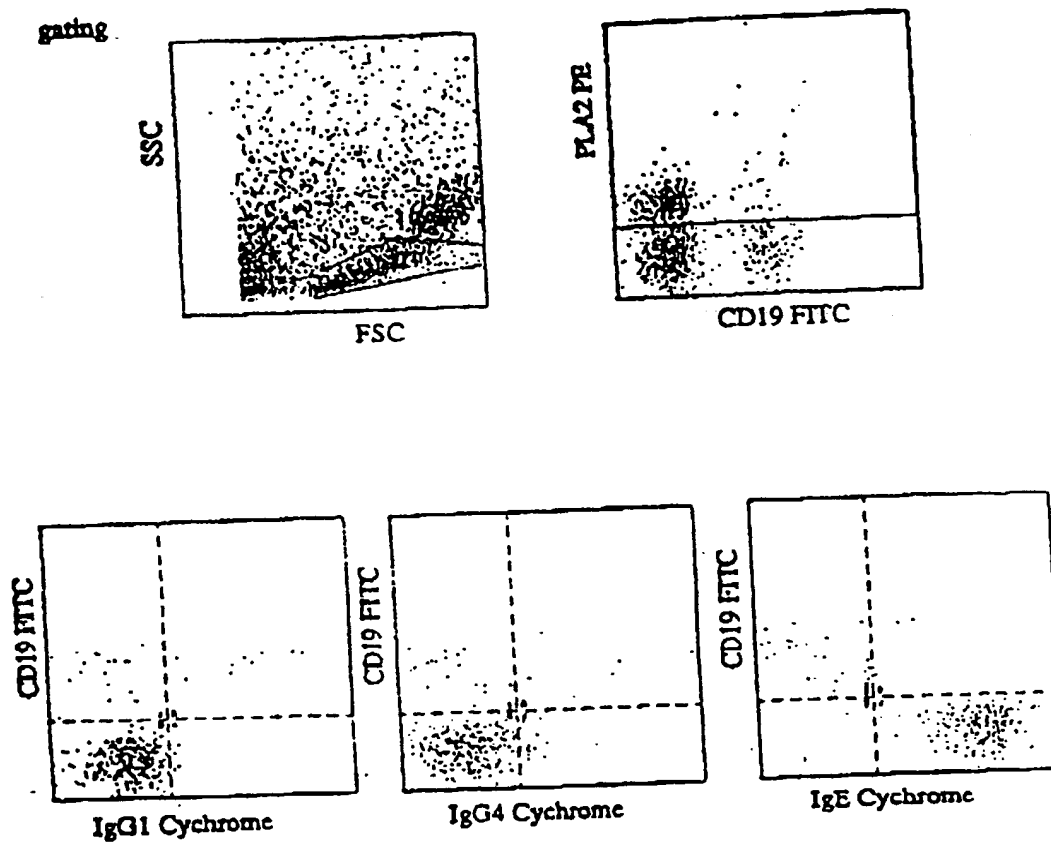 gating
SSC
FSC
PLA2 PE
CD19 FITC
CD19 FITC
IgG1 Cychrome
CD19 FITC
IgG4 Cychrome
CD19 FITC
IgE Cychrome